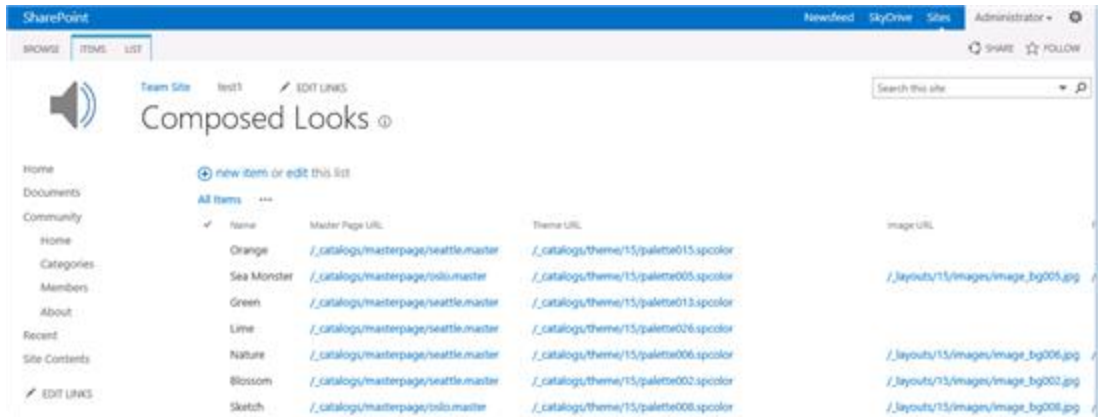 SharePoint Newsfeed SkyDrive Sites Administrator
BROWSE ITEMS LIST SHARE FOLLOW
Team Site test1 EDIT LINKS Search this site
Composed Looks
Home
Documents
Community
Home
Categories
Members
About
Recent
Site Contents
EDIT LINKS
new item or edit this list
All Items ...
Name Master Page URL Theme URL Image URL
Orange /_catalogs/masterpage/seattle.master /_catalogs/theme/15/palette015.spcolor
Sea Monster /_catalogs/masterpage/oslo.master /_catalogs/theme/15/palette005.spcolor /_layouts/15/images/image_bg005.jpg /
Green /_catalogs/masterpage/seattle.master /_catalogs/theme/15/palette013.spcolor
Lime /_catalogs/masterpage/seattle.master /_catalogs/theme/15/palette026.spcolor
Nature /_catalogs/masterpage/seattle.master /_catalogs/theme/15/palette006.spcolor /_layouts/15/images/image_bg006.jpg /
Blossom /_catalogs/masterpage/seattle.master /_catalogs/theme/15/palette002.spcolor /_layouts/15/images/image_bg002.jpg /
Sketch /_catalogs/masterpage/oslo.master /_catalogs/theme/15/palette008.spcolor /_layouts/15/images/image_bg008.jpg /